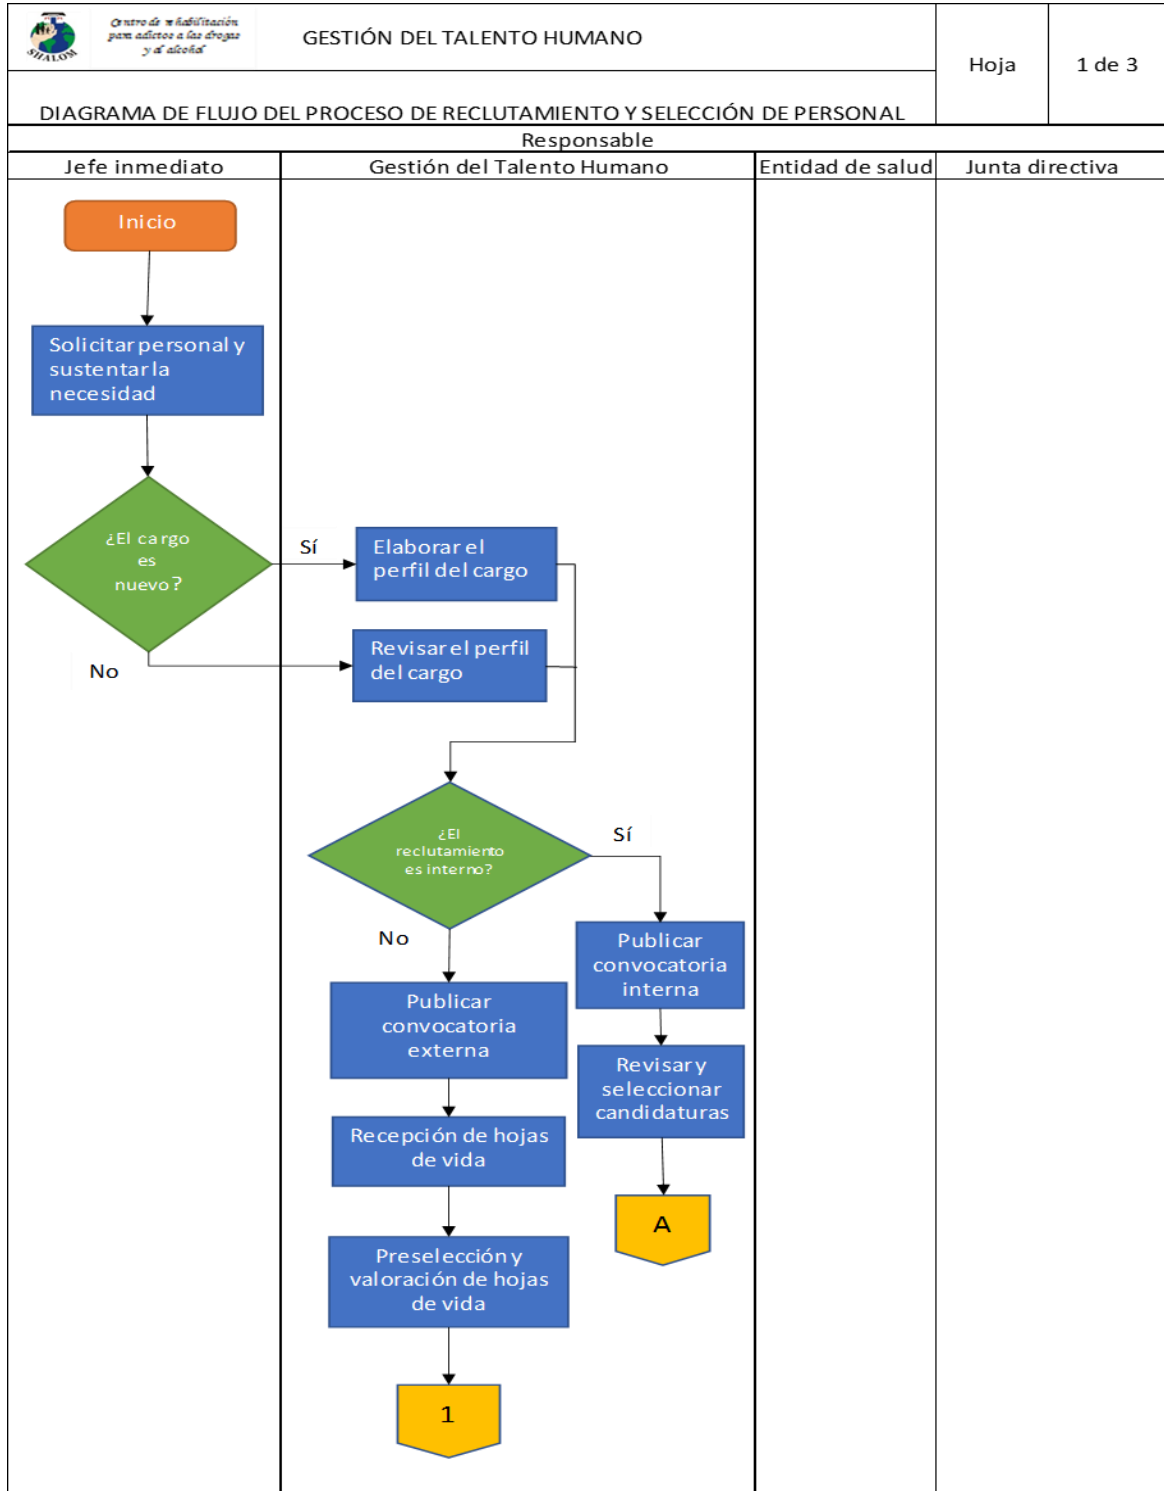 SHALOM
Centro de rehabilitación
para adictos a las drogas
y al alcohol
GESTIÓN DEL TALENTO HUMANO
Hoja
1 de 3
DIAGRAMA DE FLUJO DEL PROCESO DE RECLUTAMIENTO Y SELECCIÓN DE PERSONAL
Responsable
Jefe inmediato
Gestión del Talento Humano
Entidad de salud
Junta directiva
Inicio
Solicitar personal y
sustentar la
necesidad
¿El cargo
es
nuevo?
Sí
Elaborar el
perfil del cargo
No
Revisar el perfil
del cargo
¿El
reclutamiento
es interno?
Sí
Publicar
convocatoria
interna
No
Publicar
convocatoria
externa
Revisar y
seleccionar
candidaturas
Recepción de hojas
de vida
A
Preselección y
valoración de hojas
de vida
1